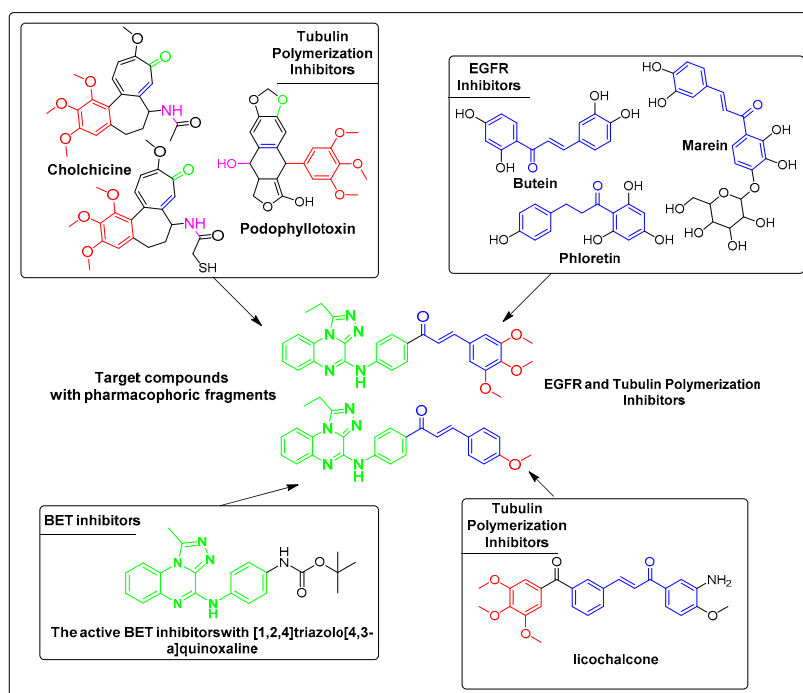 Tubulin
Polymerization
Inhibitors
Cholchicine
Podophyllotoxin
EGFR
Inhibitors
Butein
Marein
Phloretin
Target compounds
with pharmacophoric fragments
EGFR and Tubulin Polymerization
Inhibitors
BET inhibitors
The active BET inhibitorswith [1,2,4]triazolo[4,3-
a]quinoxaline
Tubulin
Polymerization
Inhibitors
licochalcone